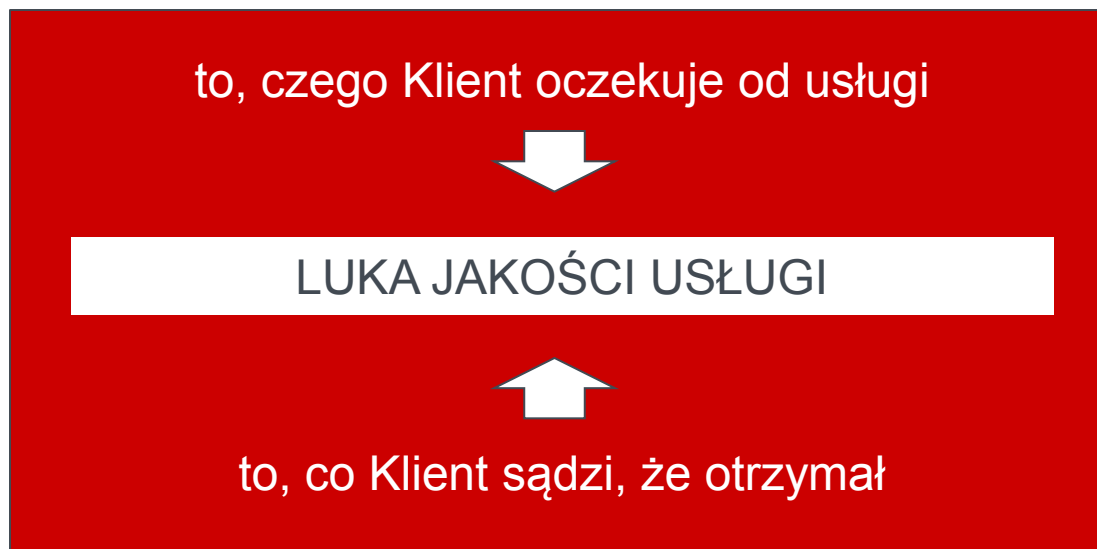 to, czego Klient oczekuje od usługi
LUKA JAKOŚCI USŁUGI
to, co Klient sądzi, że otrzymał